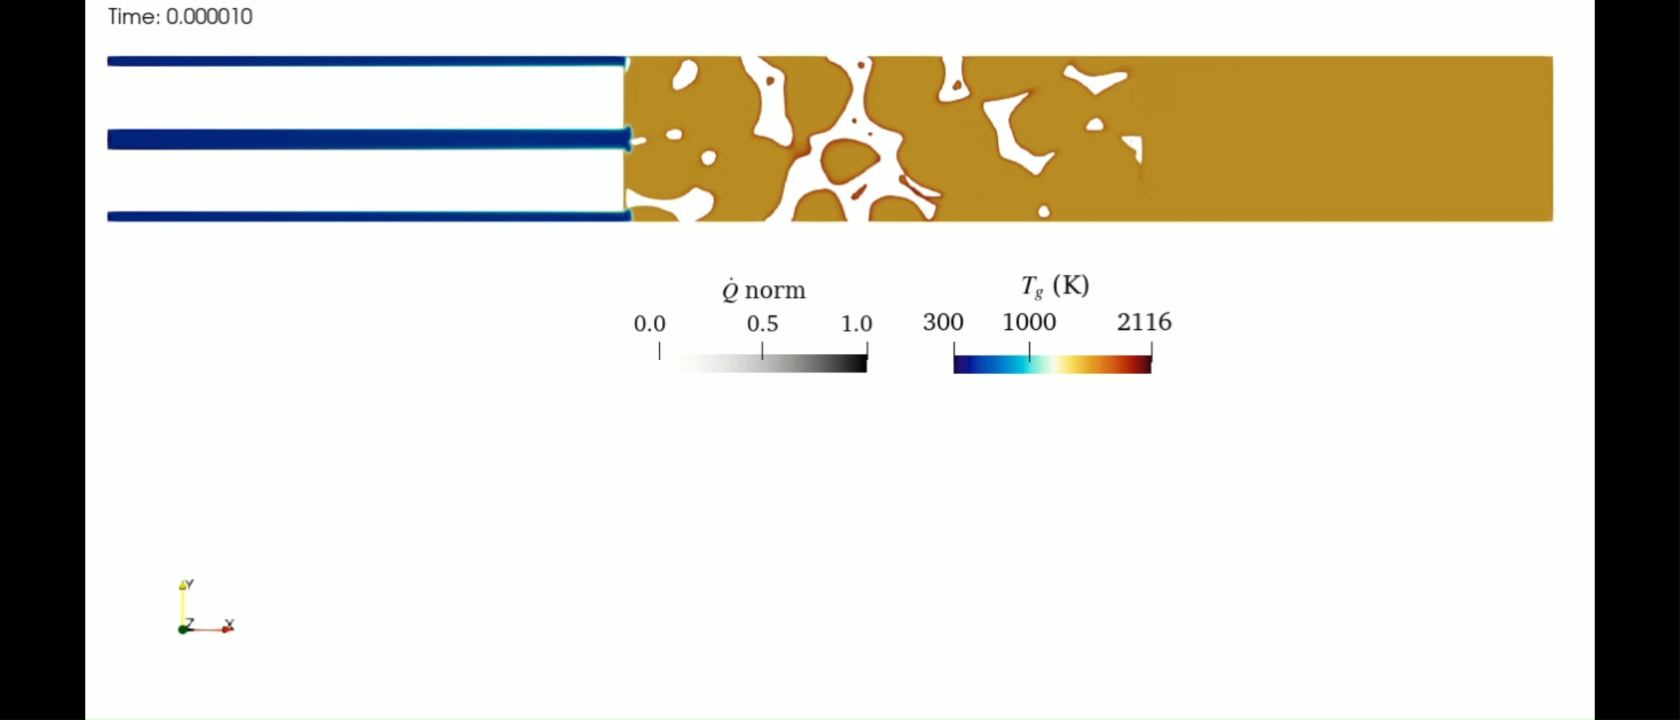 Time: 0.000010
Q̇ norm
0.0 0.5 1.0
T_g (K)
300 1000 2116
Y
Z X